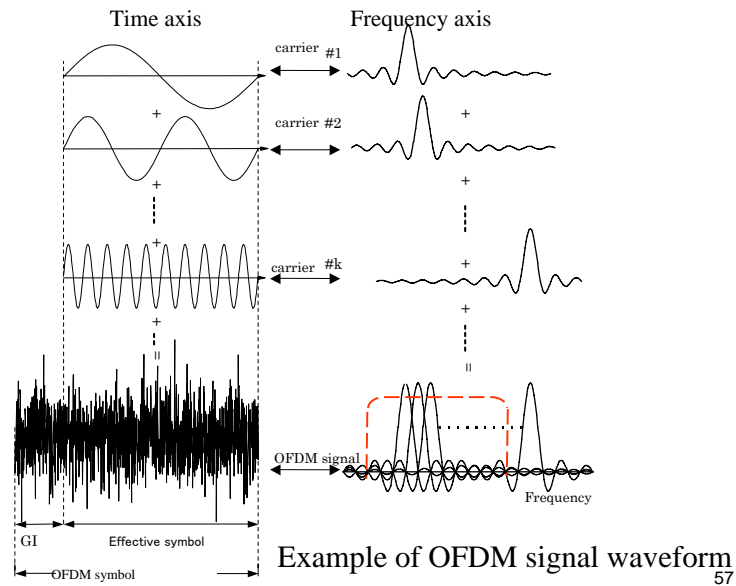 Time axis
Frequency axis
carrier #1
+
+
carrier #2
+
+
+
+
carrier #k
+
+
=
=
OFDM signal
Frequency
GI
Effective symbol
OFDM symbol
Example of OFDM signal waveform
57